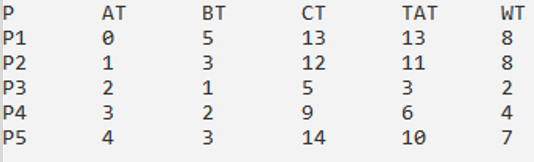 P AT BT CT TAT WT
P1 0 5 13 13 8
P2 1 3 12 11 8
P3 2 1 5 3 2
P4 3 2 9 6 4
P5 4 3 14 10 7